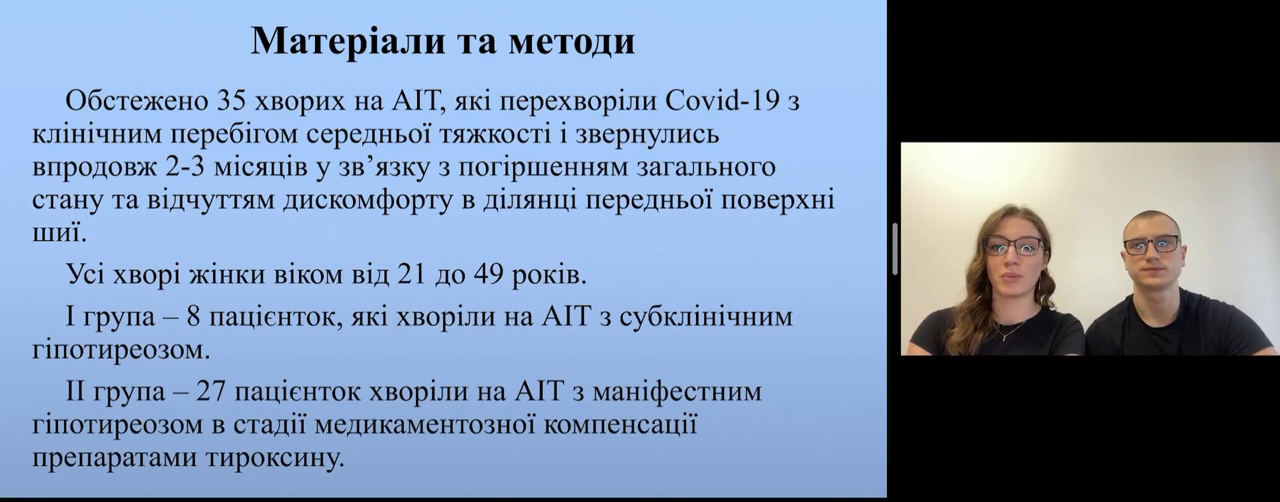 Матеріали та методи
Обстежено 35 хворих на АІТ, які перехворіли Covid-19 з
клінічним перебігом середньої тяжкості і звернулись
впродовж 2-3 місяців у зв’язку з погіршенням загального
стану та відчуттям дискомфорту в ділянці передньої поверхні
шиї.
Усі хворі жінки віком від 21 до 49 років.
І група – 8 пацієнток, які хворіли на АІТ з субклінічним
гіпотиреозом.
ІІ група – 27 пацієнток хворіли на АІТ з маніфестним
гіпотиреозом в стадії медикаментозної компенсації
препаратами тироксину.